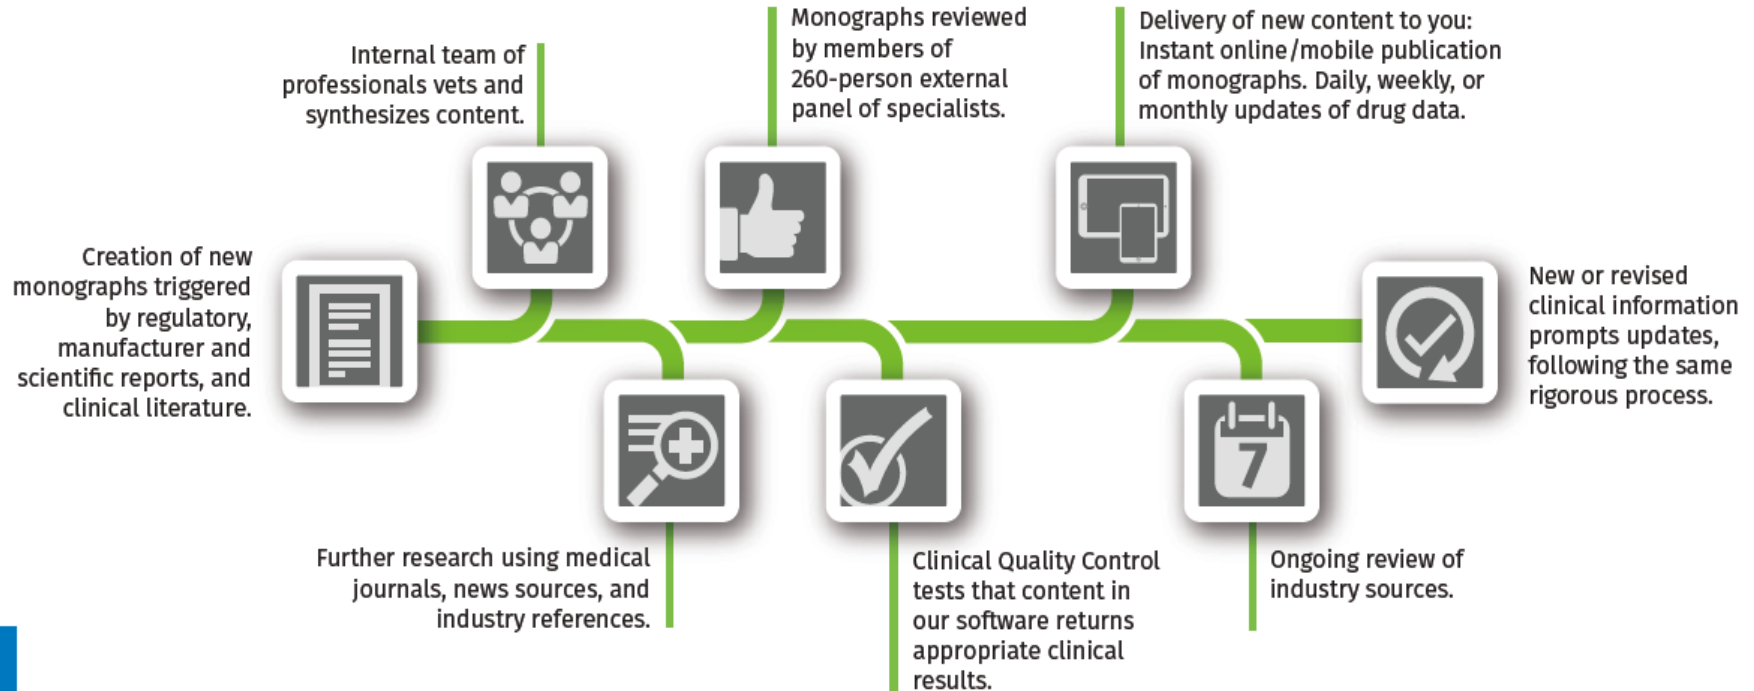 Creation of new
monographs triggered
by regulatory,
manufacturer and
scientific reports, and
clinical literature.
Internal team of
professionals vets and
synthesizes content.
Further research using medical
journals, news sources, and
industry references.
Monographs reviewed
by members of
260-person external
panel of specialists.
Clinical Quality Control
tests that content in
our software returns
appropriate clinical
results.
Delivery of new content to you:
Instant online/mobile publication
of monographs. Daily, weekly, or
monthly updates of drug data.
7
Ongoing review of
industry sources.
New or revised
clinical information
prompts updates,
following the same
rigorous process.